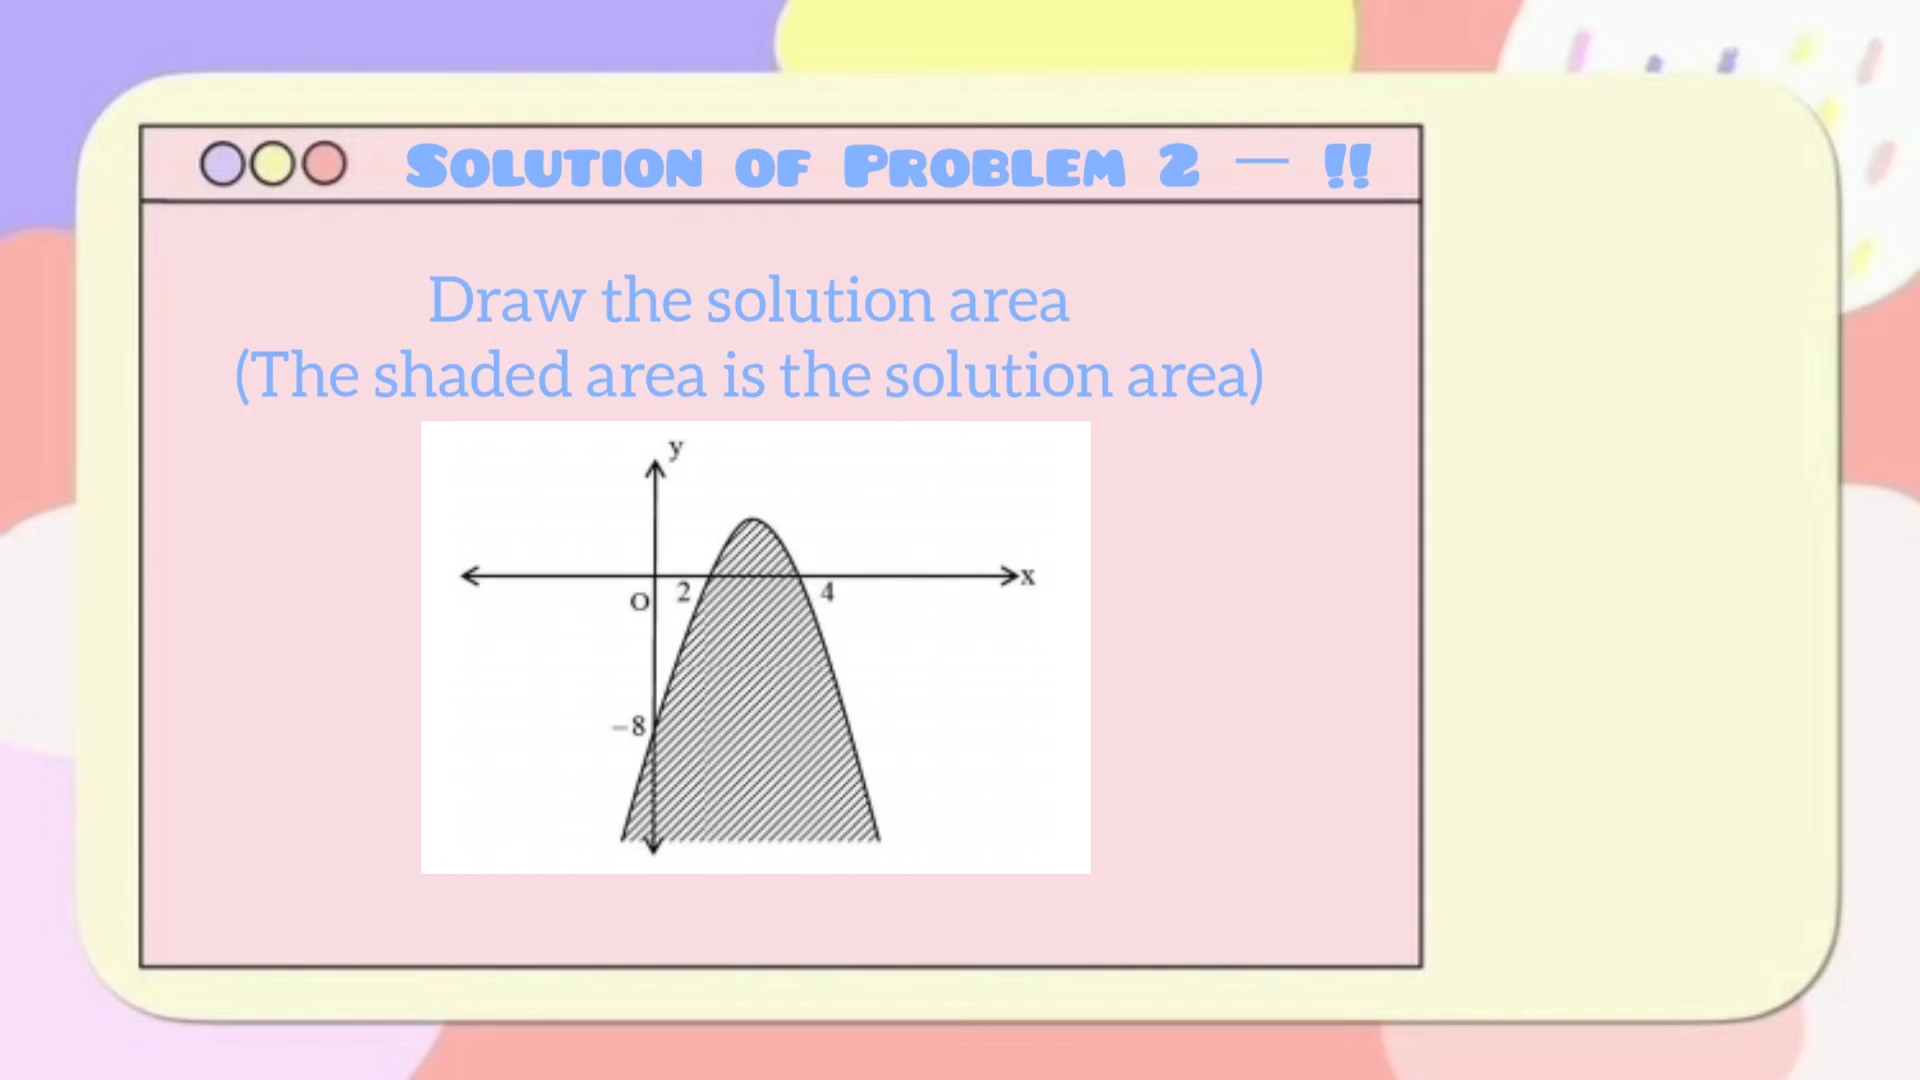 Solution of Problem 2 — !!
Draw the solution area
(The shaded area is the solution area)
y
x
O
2
4
−8